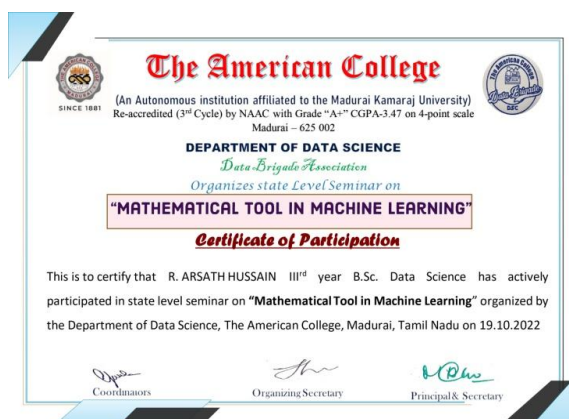 The American College
SINCE 1881
(An Autonomous institution affiliated to the Madurai Kamaraj University)
Re-accredited (3rd Cycle) by NAAC with Grade "A+" CGPA-3.47 on 4-point scale
Madurai – 625 002
DEPARTMENT OF DATA SCIENCE
Data Brigade Association
Organizes state Level Seminar on
"MATHEMATICAL TOOL IN MACHINE LEARNING"
Certificate of Participation
This is to certify that R. ARSATH HUSSAIN IIIrd year B.Sc. Data Science has actively
participated in state level seminar on "Mathematical Tool in Machine Learning" organized by
the Department of Data Science, The American College, Madurai, Tamil Nadu on 19.10.2022
Coordinators
Organizing Secretary
Principal & Secretary